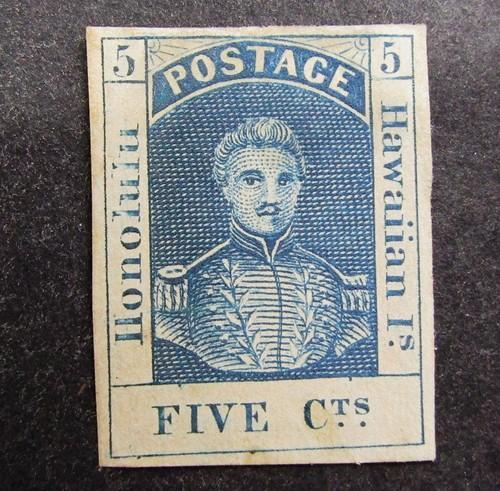 5
POSTAGE
5
Honolulu
Hawaiian Is.
FIVE Cts.